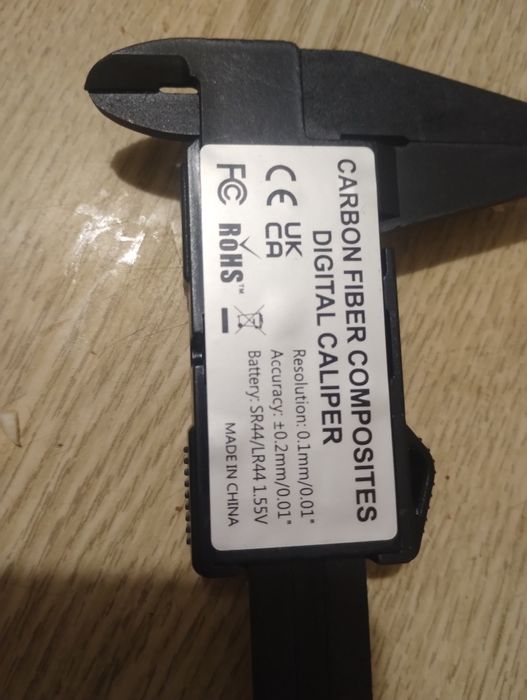 CARBON FIBER COMPOSITES
DIGITAL CALIPER
CE UK CA
FC RoHS™
Resolution: 0.1mm/0.01"
Accuracy: ±0.2mm/0.01"
Battery: SR44/LR44 1.55V
MADE IN CHINA